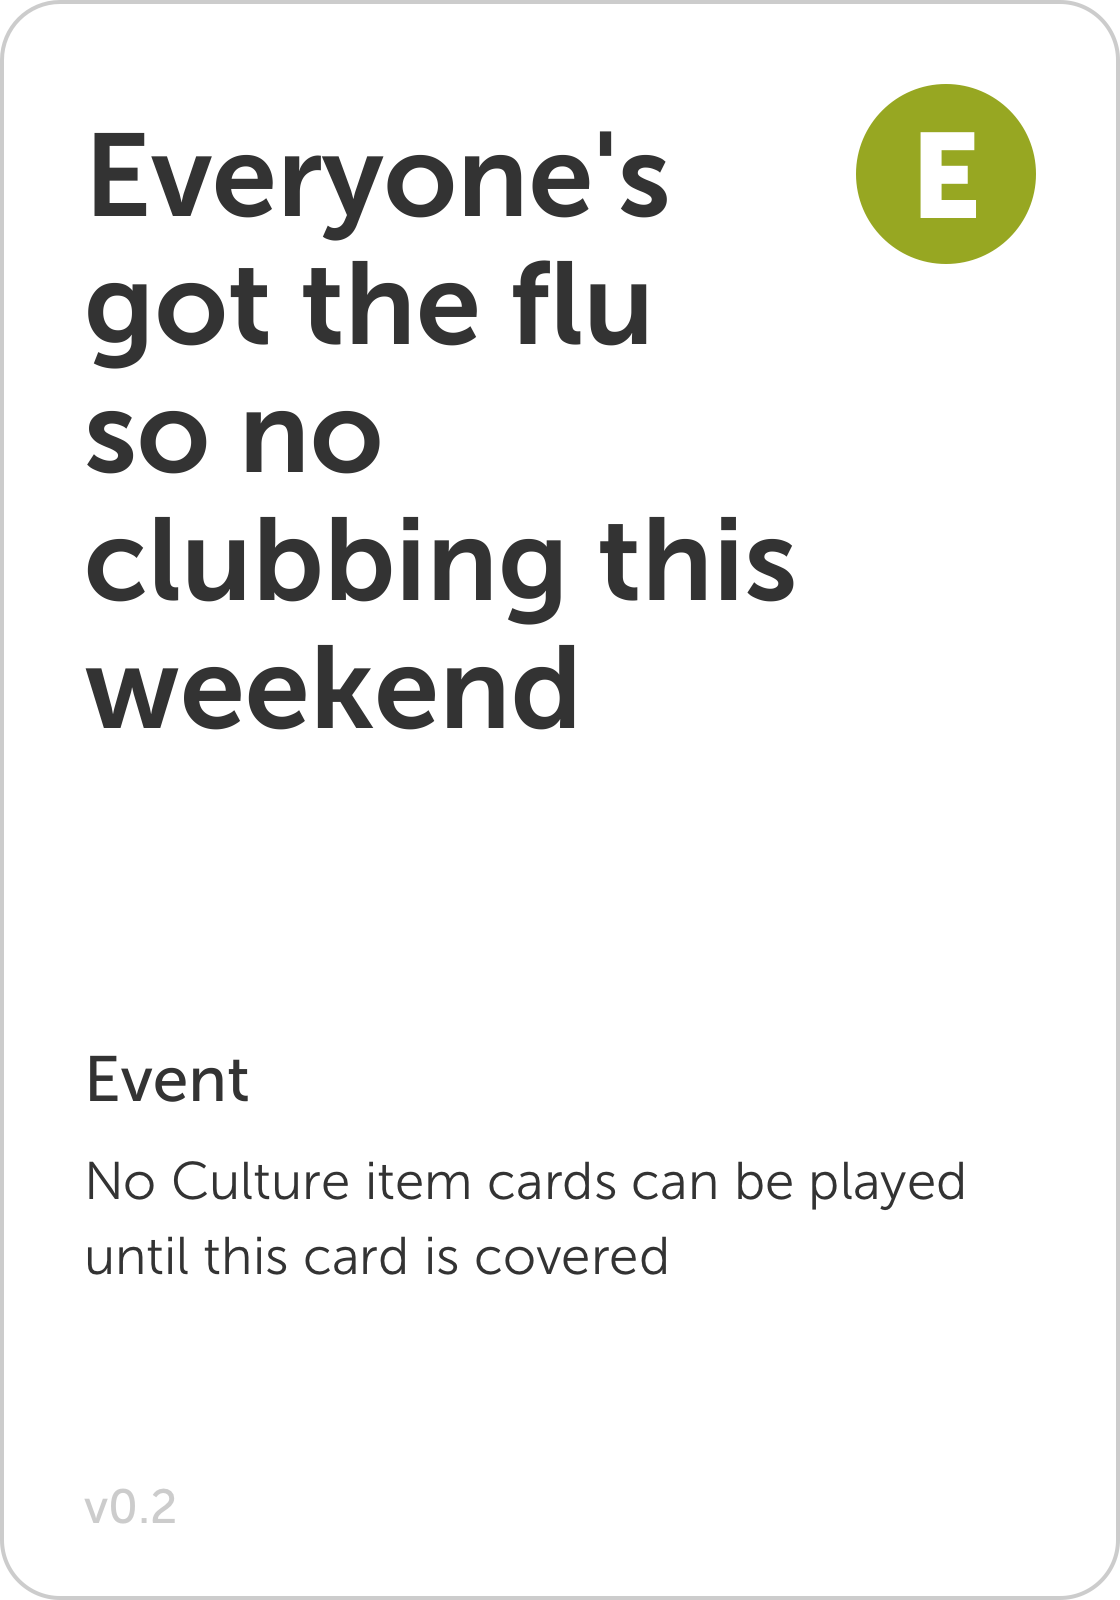 Everyone's
E
got the flu
so no
clubbing this
weekend
Event
No Culture item cards can be played
until this card is covered
v0.2